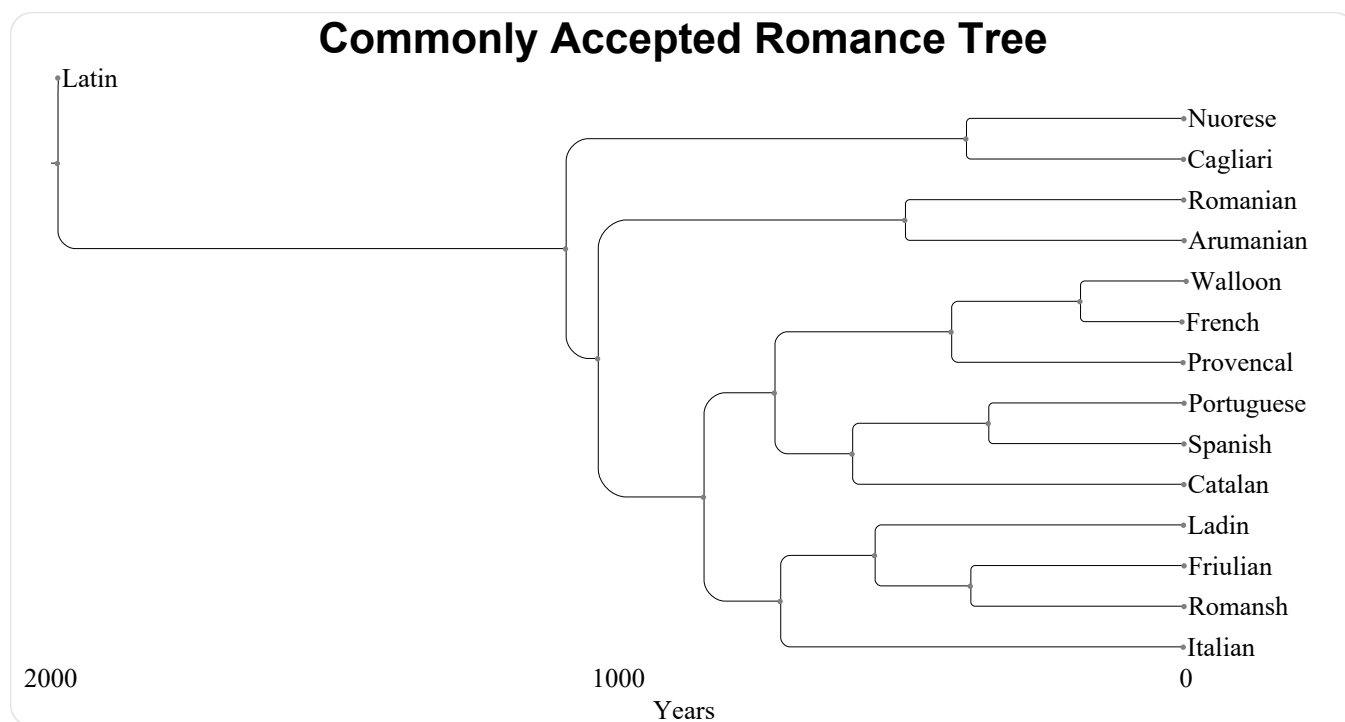 Commonly Accepted Romance Tree
Latin
Nuorese
Cagliari
Romanian
Arumanian
Walloon
French
Provencal
Portuguese
Spanish
Catalan
Ladin
Friulian
Romansh
Italian
2000 1000 0
Years